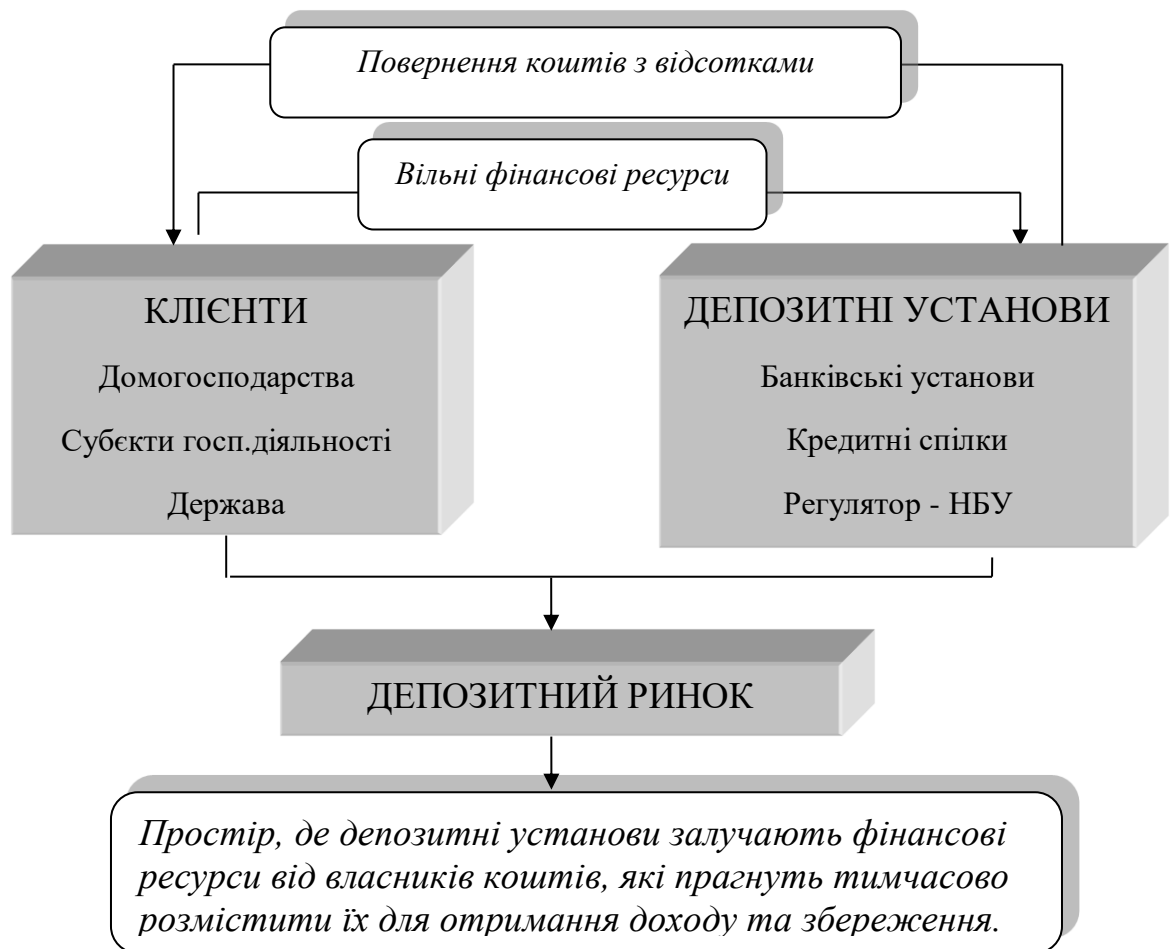 Повернення коштів з відсотками
Вільні фінансові ресурси
КЛІЄНТИ
Домогосподарства
Субєкти госп.діяльності
Держава
ДЕПОЗИТНІ УСТАНОВИ
Банківські установи
Кредитні спілки
Регулятор - НБУ
ДЕПОЗИТНИЙ РИНОК
Простір, де депозитні установи залучають фінансові
ресурси від власників коштів, які прагнуть тимчасово
розмістити їх для отримання доходу та збереження.